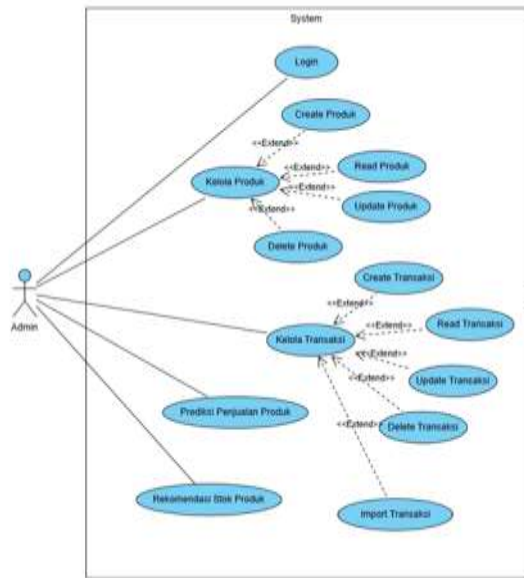 System
Login
Create Produk
<<Extend>>
<<Extend>>
Read Produk
Kelola Produk
<<Extend>>
Update Produk
<<Extend>>
Delete Produk
Admin
Create Transaksi
<<Extend>>
Read Transaksi
<<Extend>>
Kelola Transaksi
<<Extend>>
Update Transaksi
<<Extend>>
Prediksi Penjualan Produk
<<Extend>>
Delete Transaksi
Rekomendasi Stok Produk
Import Transaksi